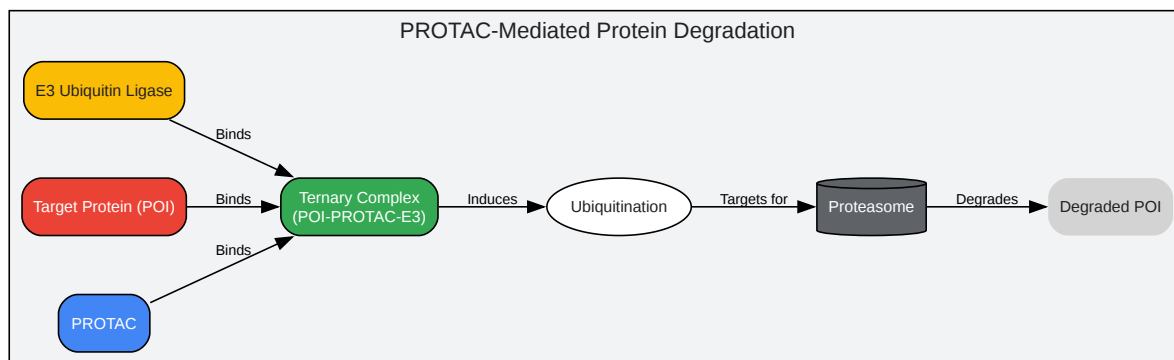 PROTAC-Mediated Protein Degradation
E3 Ubiquitin Ligase
Binds
Target Protein (POI)
Binds
Ternary Complex
(POI-PROTAC-E3)
Induces
Ubiquitination
Targets for
Proteasome
Degrades
Degraded POI
Binds
PROTAC